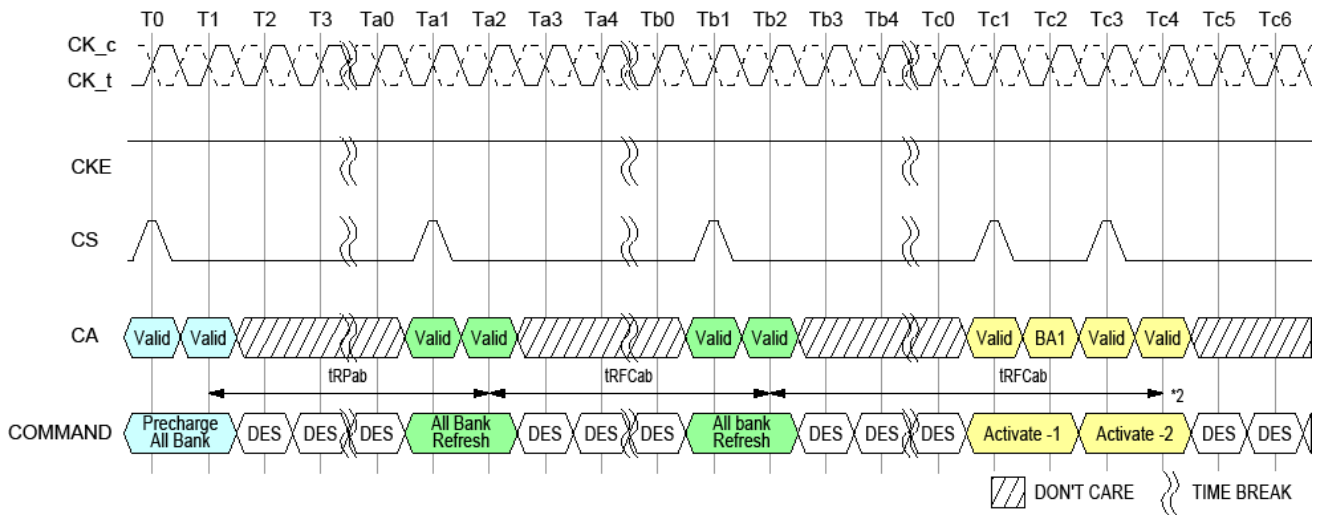 T0 T1 T2 T3 Ta0 Ta1 Ta2 Ta3 Ta4 Tb0 Tb1 Tb2 Tb3 Tb4 Tc0 Tc1 Tc2 Tc3 Tc4 Tc5 Tc6
CK_c
CK_t
CKE
CS
CA Valid Valid Valid Valid Valid Valid Valid BA1 Valid Valid
tRPab tRFCab tRFCab *2
COMMAND Precharge All Bank DES DES DES All Bank Refresh DES DES DES All bank Refresh DES DES DES Activate -1 Activate -2 DES DES
DON'T CARE TIME BREAK